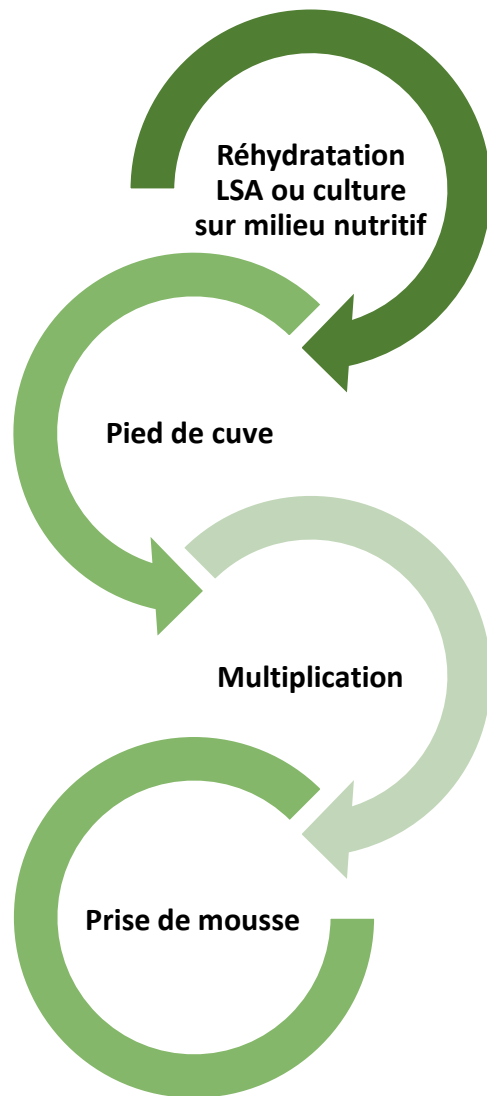 Réhydratation
LSA ou culture
sur milieu nutritif
Pied de cuve
Multiplication
Prise de mousse